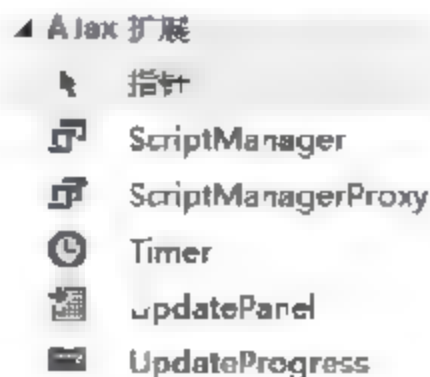 Ajax 扩展
指针
ScriptManager
ScriptManagerProxy
Timer
UpdatePanel
UpdateProgress